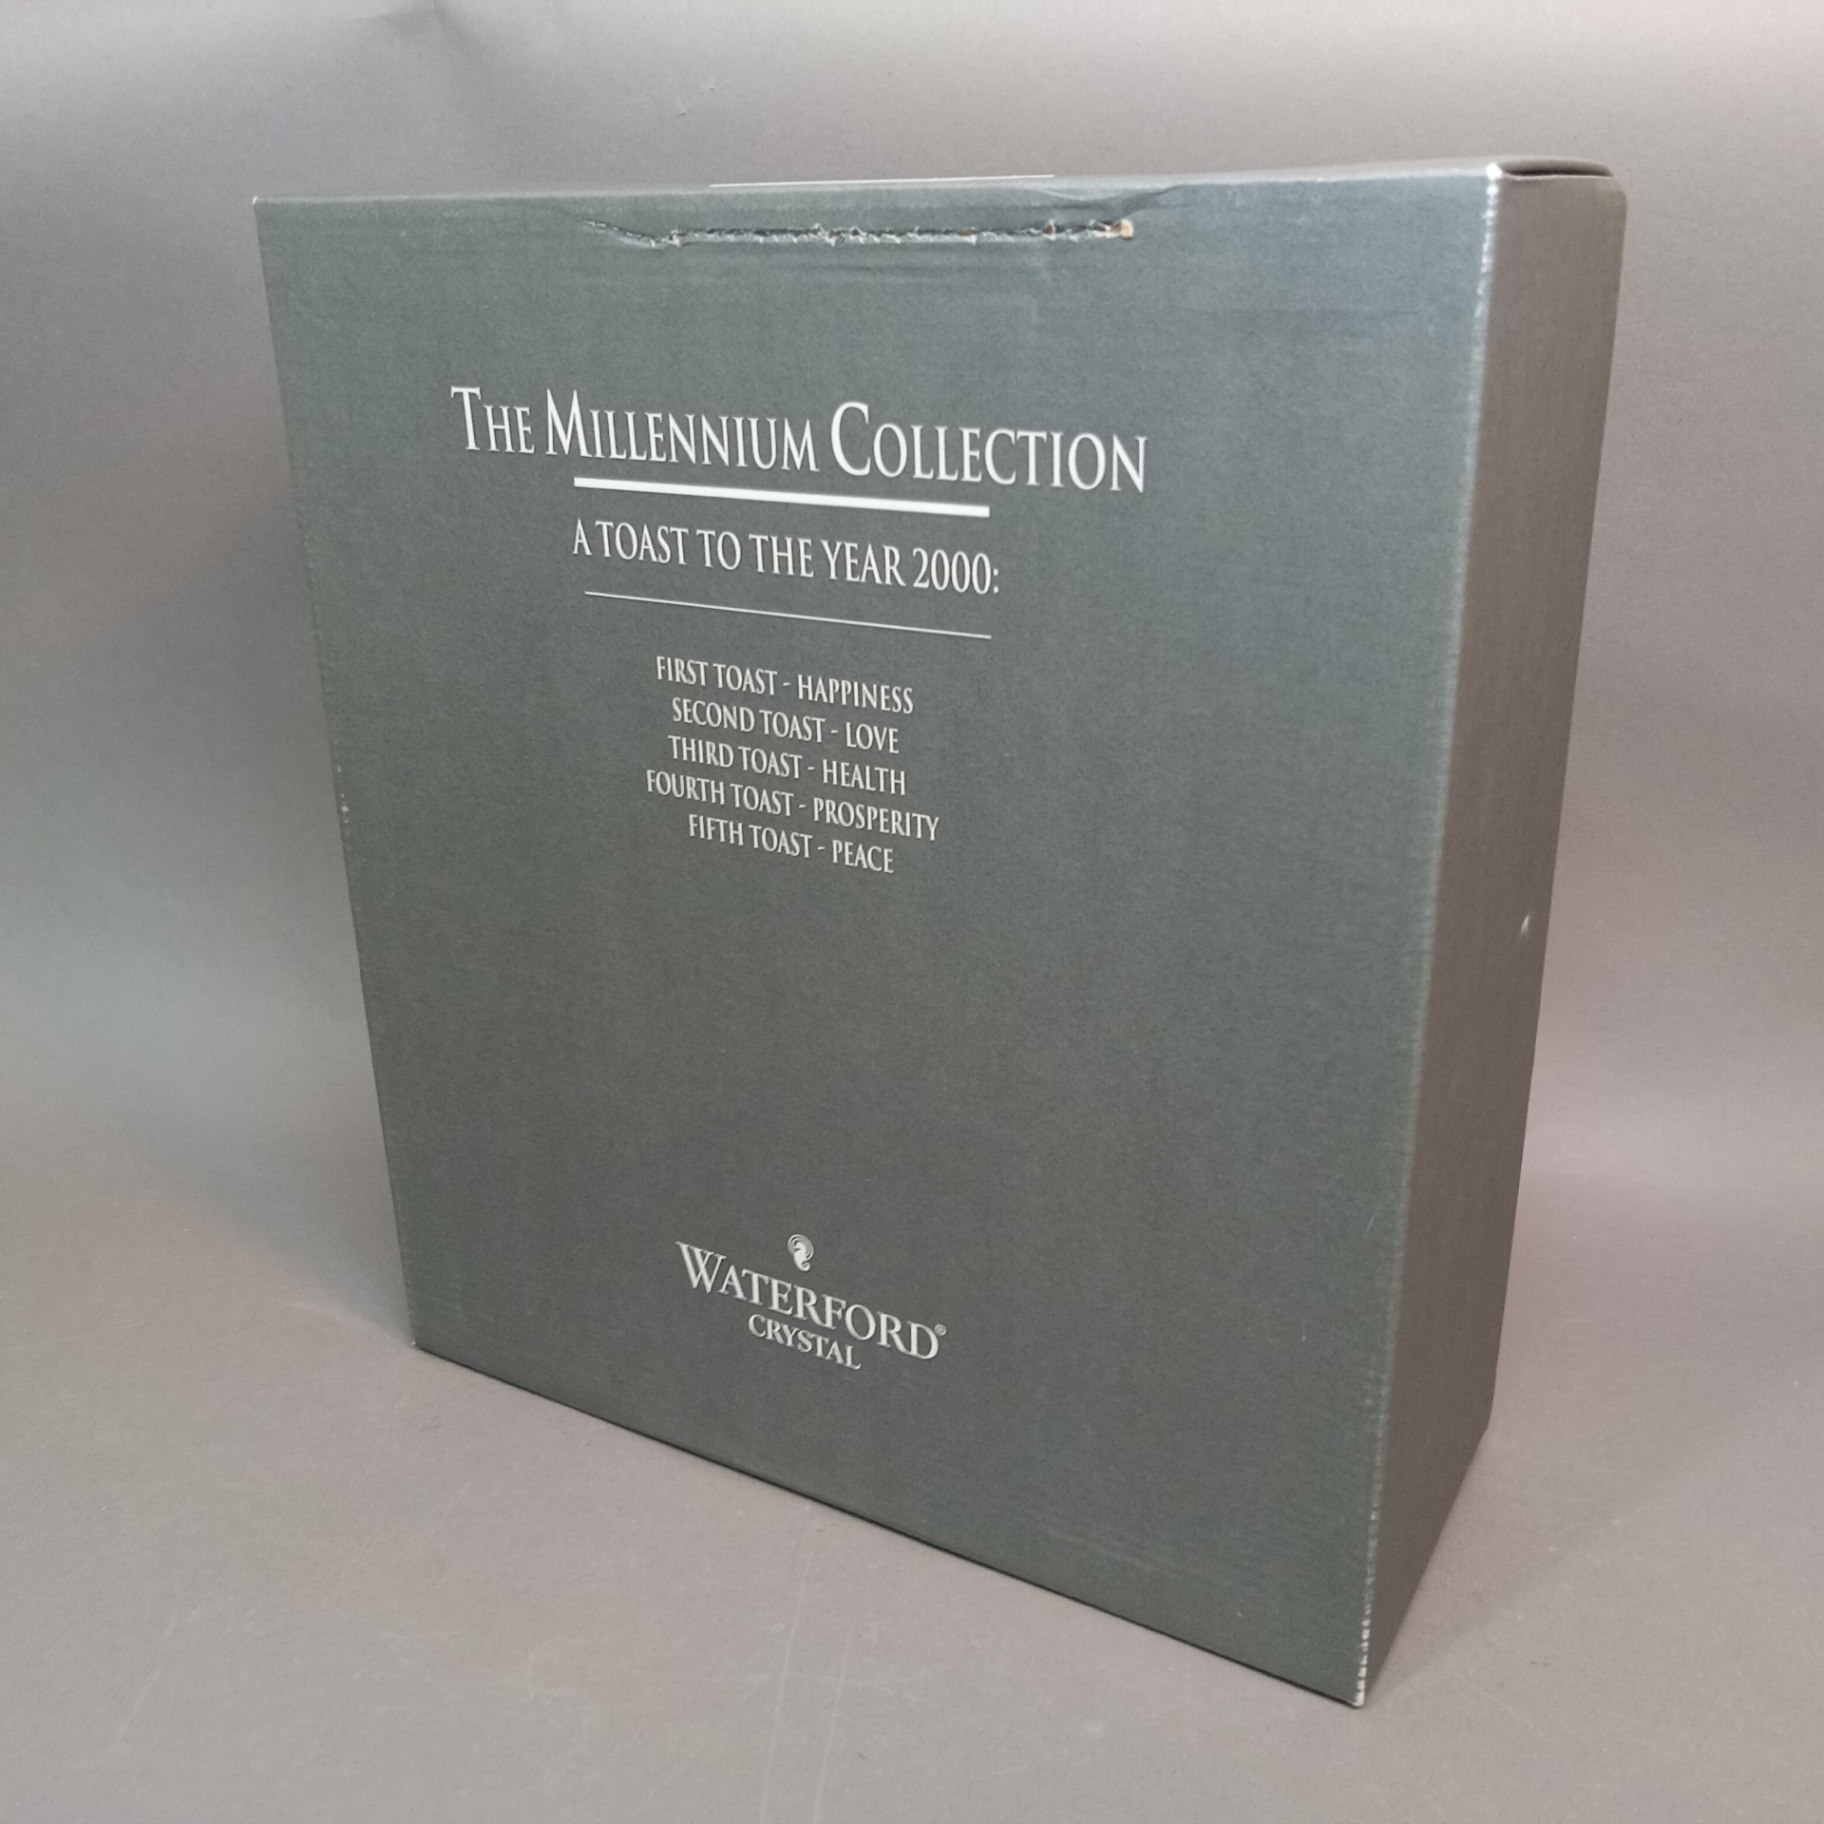 THE MILLENNIUM COLLECTION
A TOAST TO THE YEAR 2000:
FIRST TOAST - HAPPINESS
SECOND TOAST - LOVE
THIRD TOAST - HEALTH
FOURTH TOAST - PROSPERITY
FIFTH TOAST - PEACE
WATERFORD®
CRYSTAL